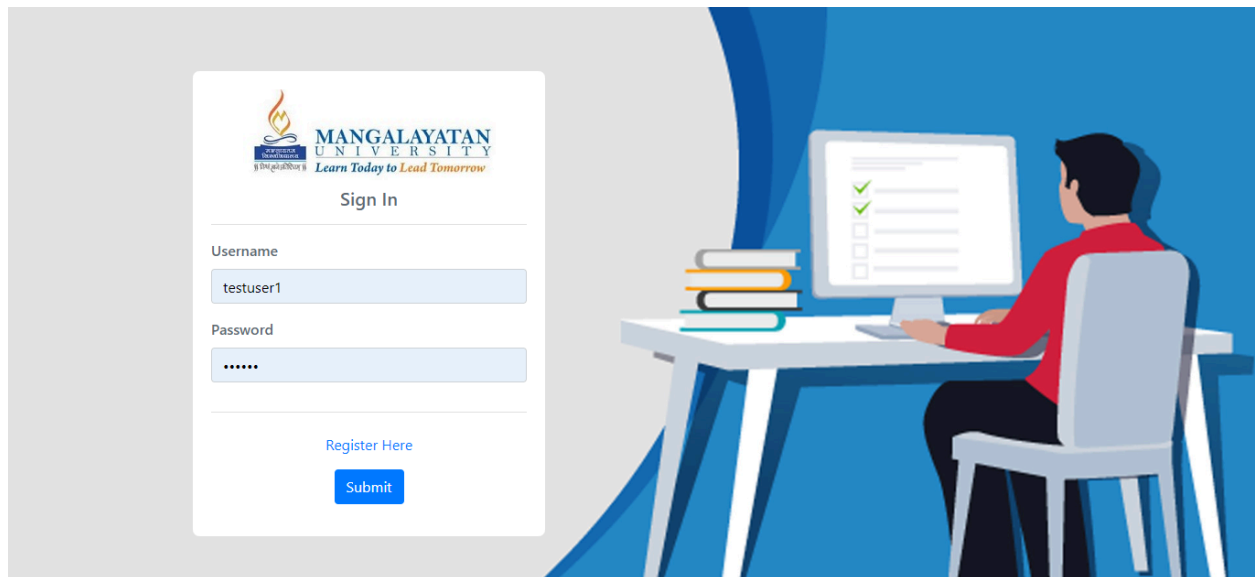 MANGALAYATAN
UNIVERSITY
Learn Today to Lead Tomorrow
Sign In
Username
testuser1
Password
••••••
Register Here
Submit